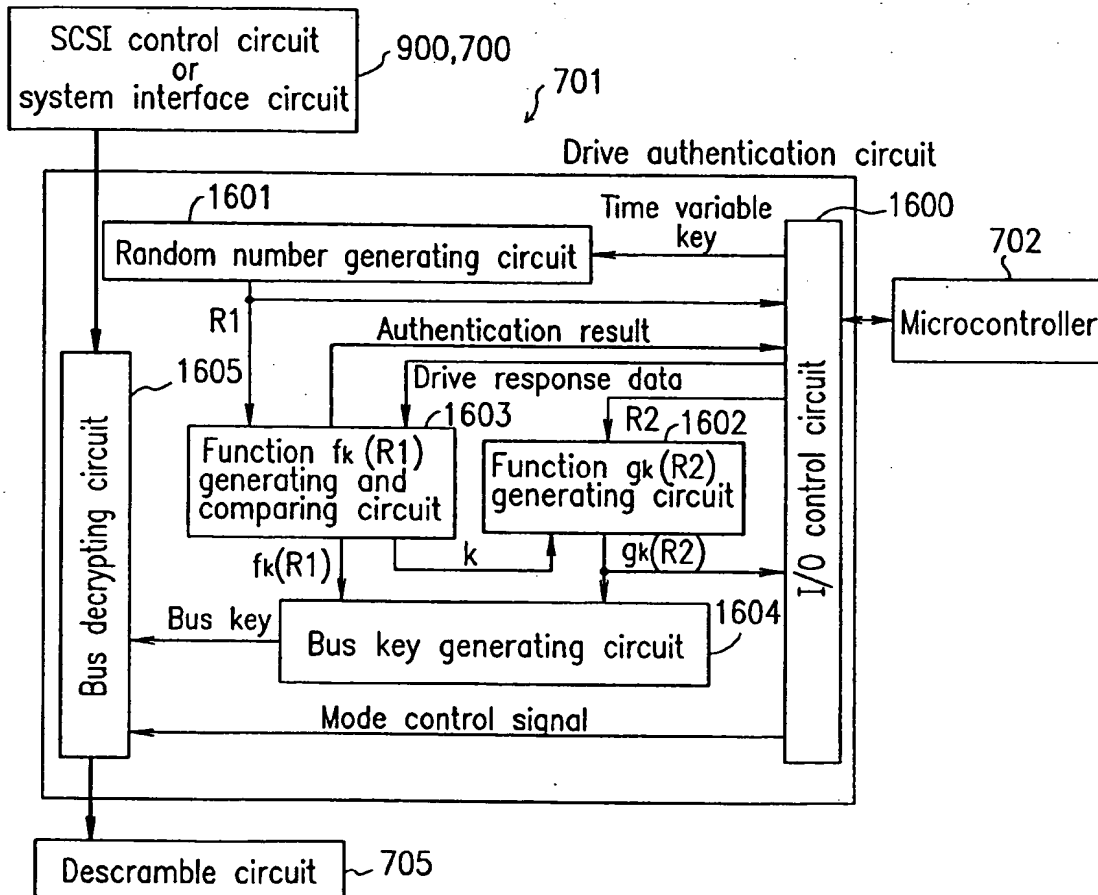 SCSI control circuit
or
system interface circuit
900,700
701
Drive authentication circuit
1601
Time variable
key
1600
Random number generating circuit
702
R1
Microcontroller
Authentication result
1605
Drive response data
1603
R2
1602
Function fk (R1)
generating and
comparing circuit
Function gk (R2)
generating circuit
I/O control circuit
Bus decrypting circuit
fk(R1)
k
gk(R2)
Bus key
1604
Bus key generating circuit
Mode control signal
Descramble circuit
705